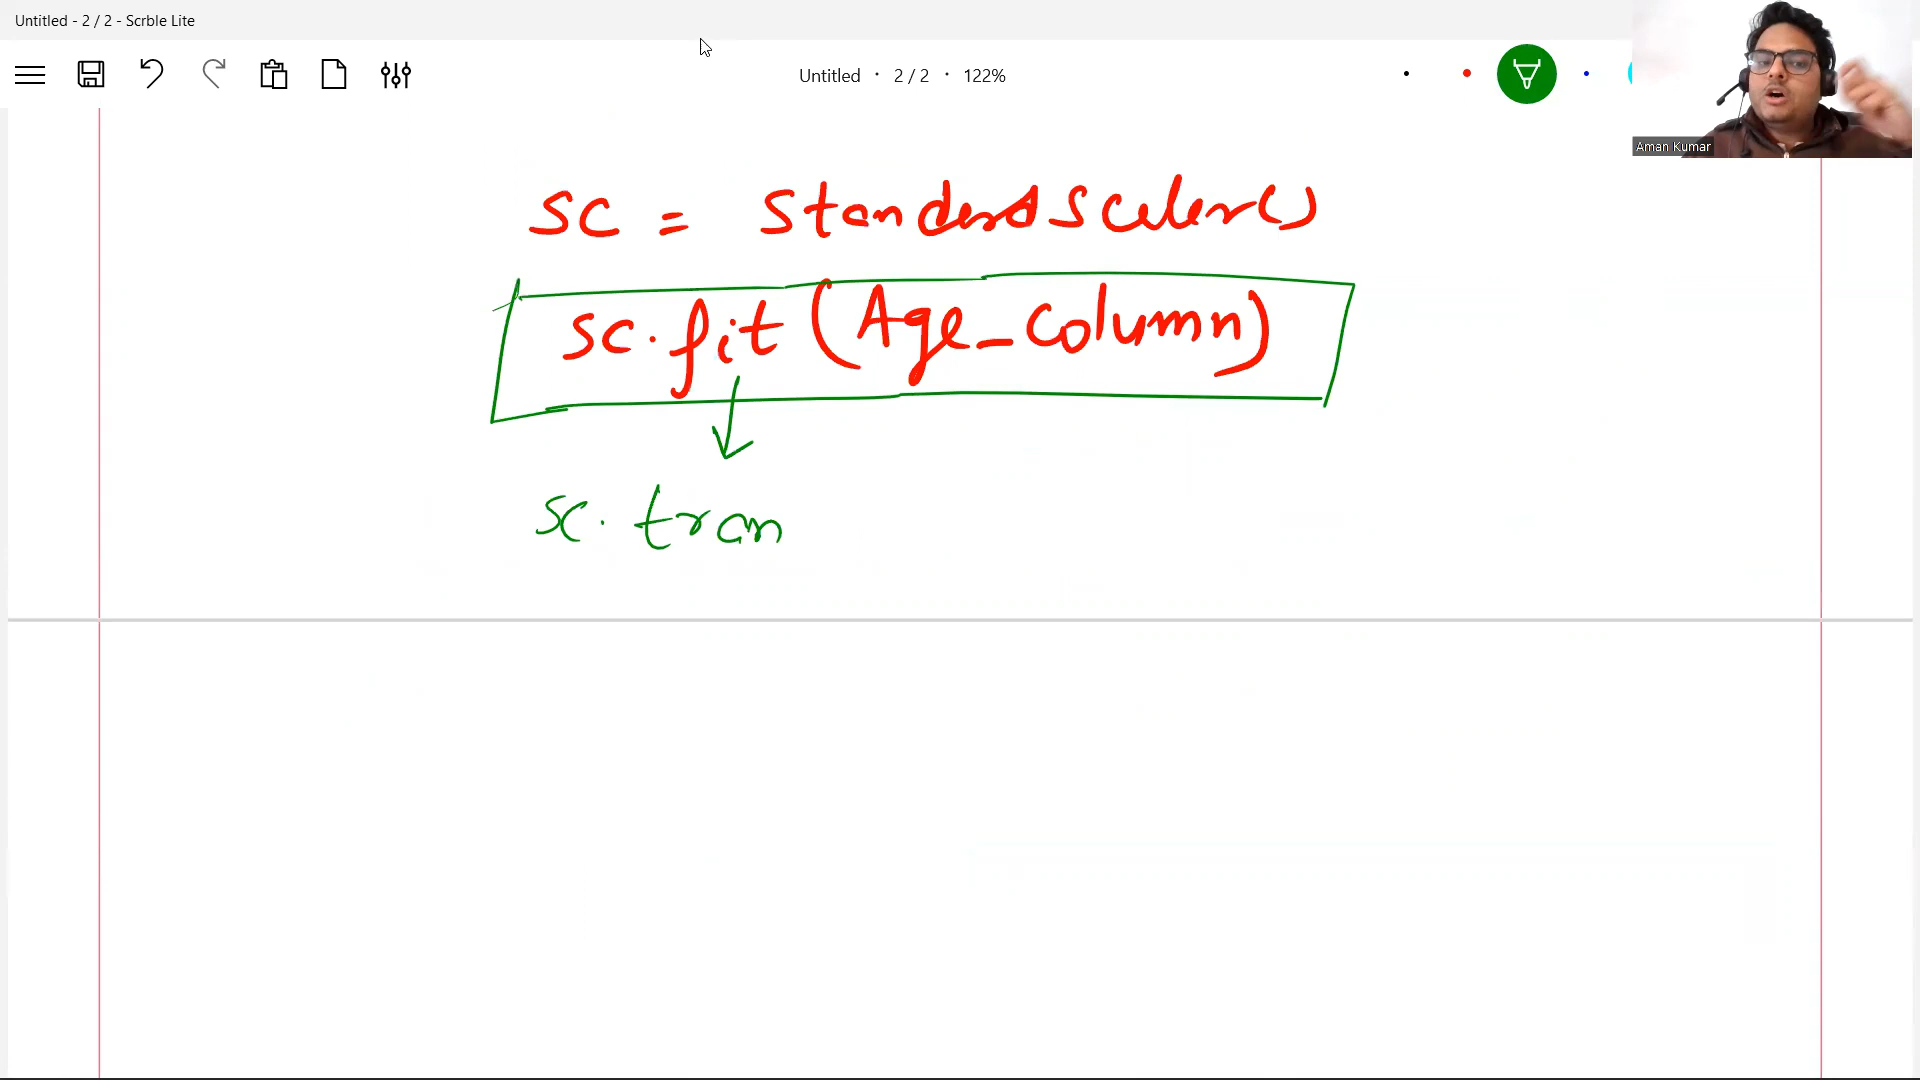 Untitled - 2 / 2 - Scrble Lite
Untitled · 2 / 2 · 122%
Aman Kumar
SC = StandardScaler()
SC.fit (Age_Column)
SC. tran